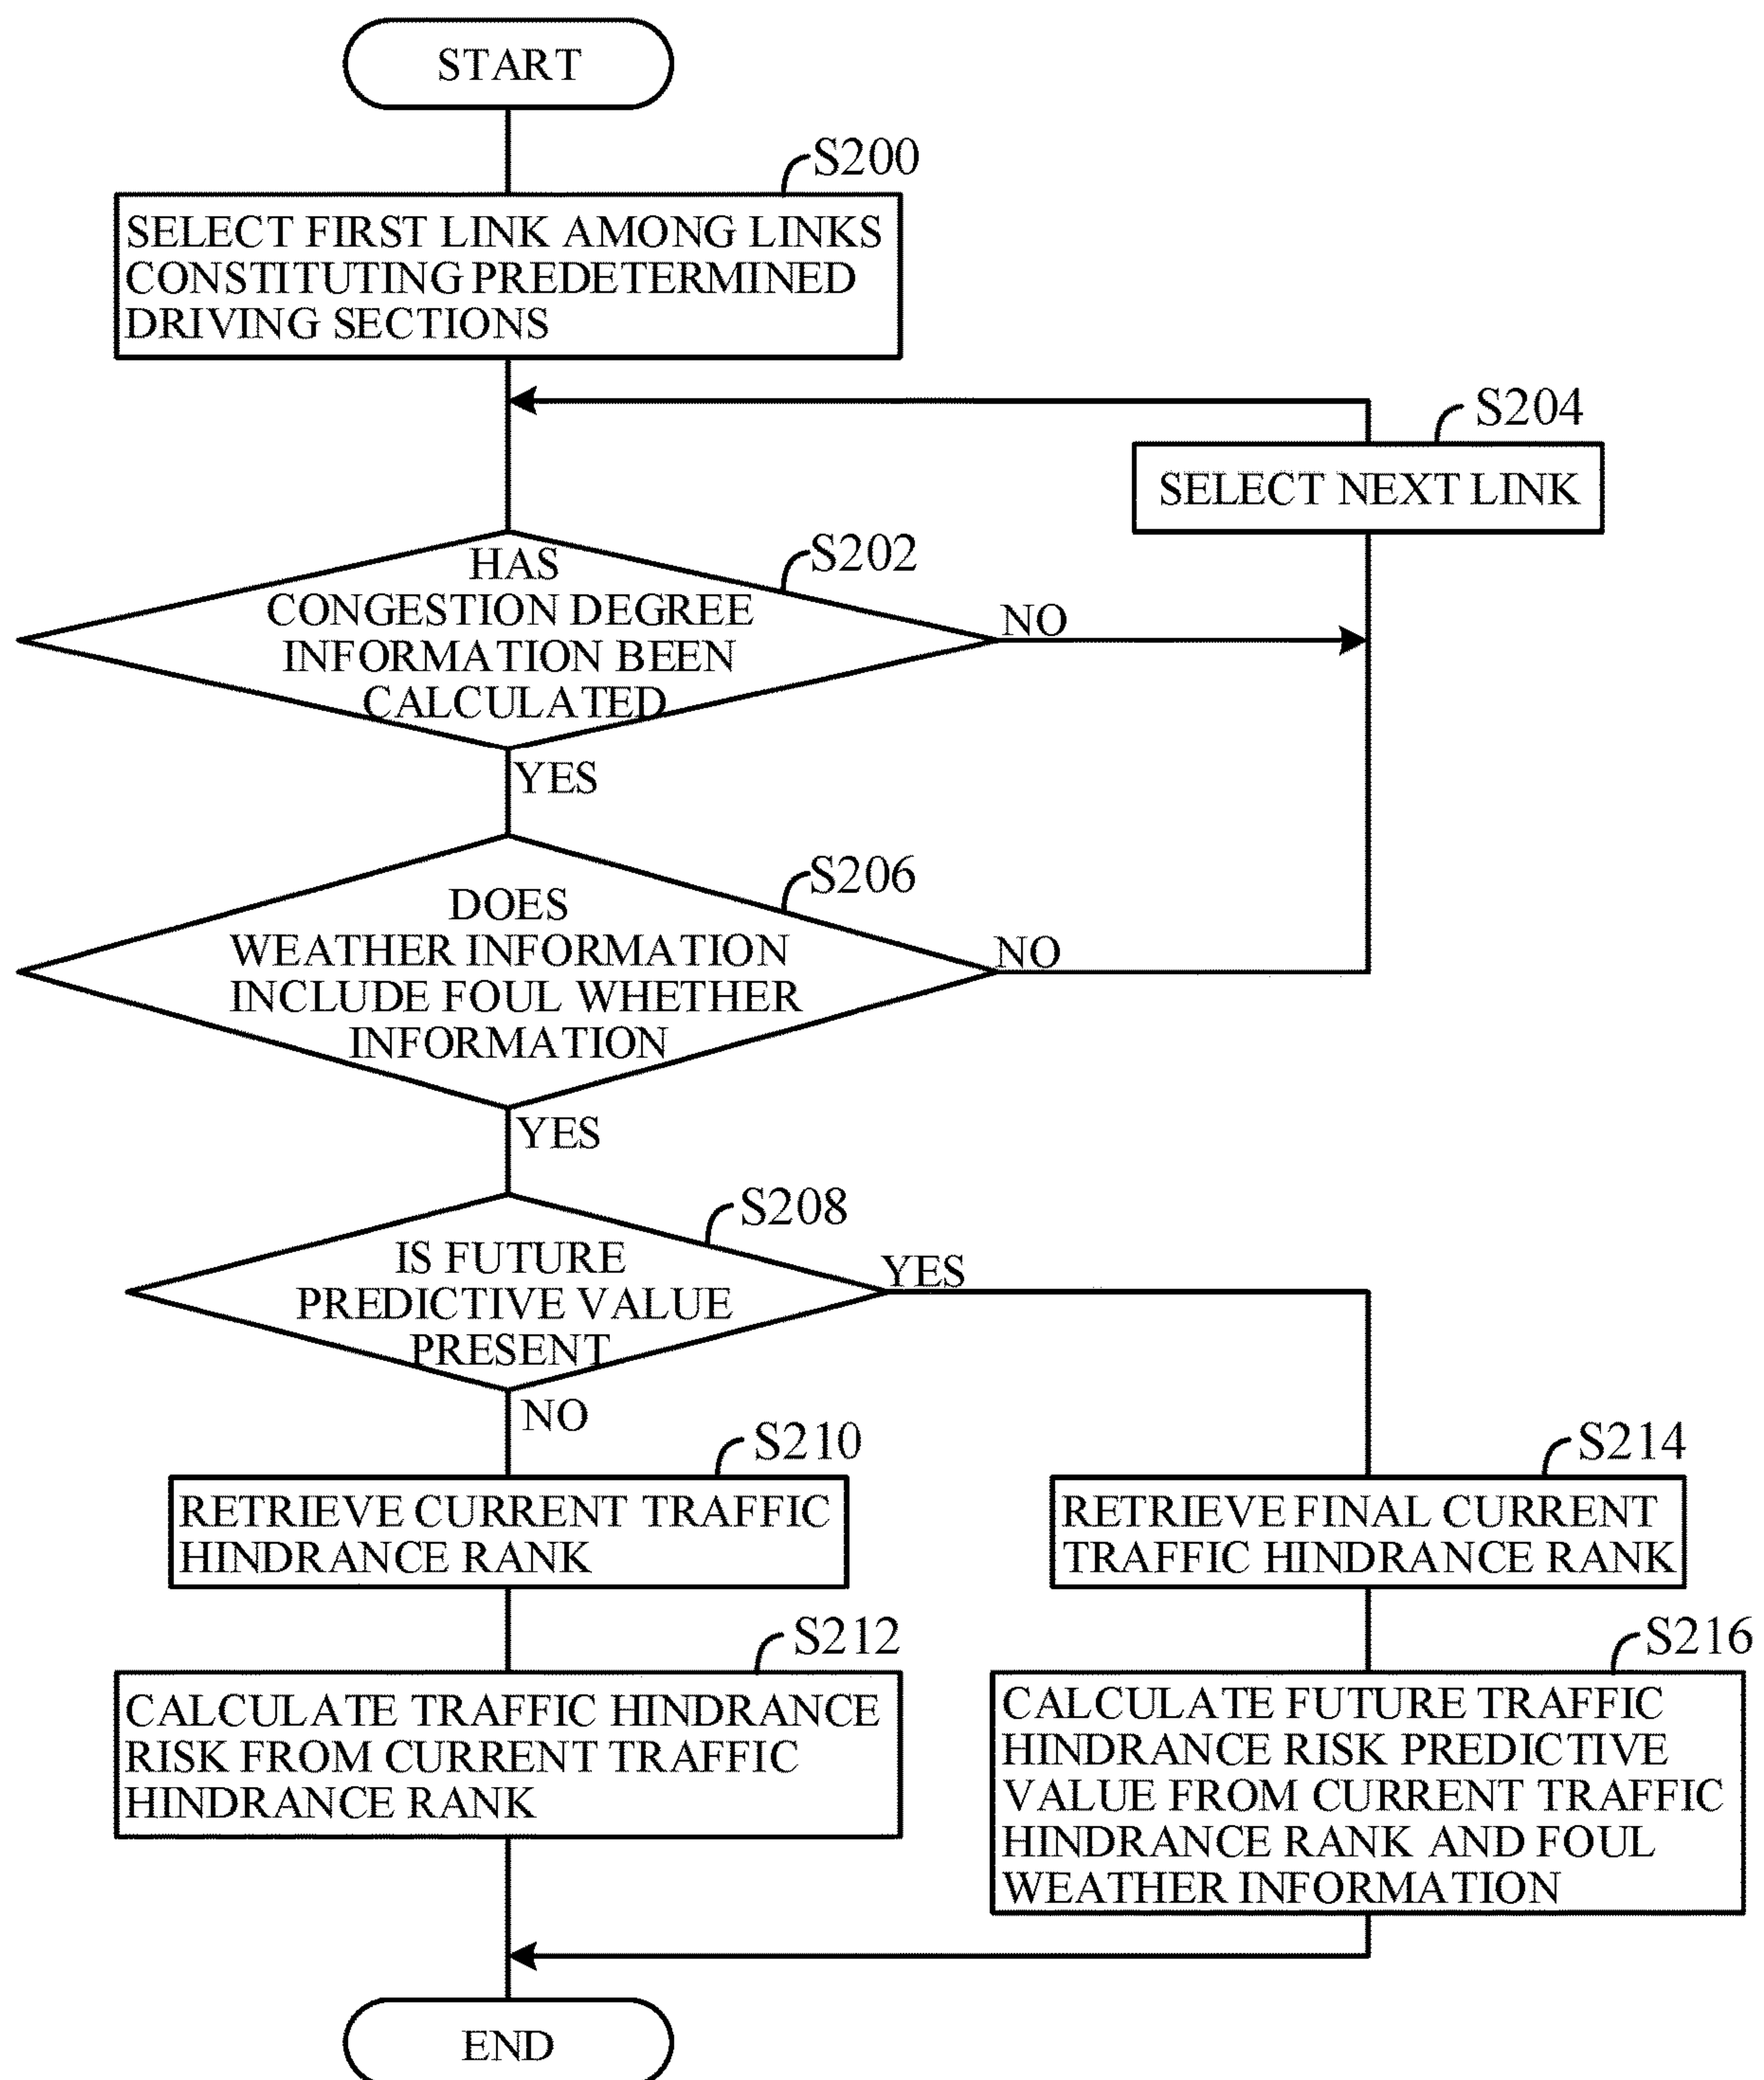 START
S200
SELECT FIRST LINK AMONG LINKS
CONSTITUTING PREDETERMINED
DRIVING SECTIONS
S204
SELECT NEXT LINK
S202
HAS
CONGESTION DEGREE
INFORMATION BEEN
CALCULATED
NO
YES
S206
DOES
WEATHER INFORMATION
INCLUDE FOUL WHETHER
INFORMATION
NO
YES
S208
IS FUTURE
PREDICTIVE VALUE
PRESENT
YES
NO
S210
RETRIEVE CURRENT TRAFFIC
HINDRANCE RANK
S214
RETRIEVE FINAL CURRENT
TRAFFIC HINDRANCE RANK
S212
CALCULATE TRAFFIC HINDRANCE
RISK FROM CURRENT TRAFFIC
HINDRANCE RANK
S216
CALCULATE FUTURE TRAFFIC
HINDRANCE RISK PREDICTIVE
VALUE FROM CURRENT TRAFFIC
HINDRANCE RANK AND FOUL
WEATHER INFORMATION
END